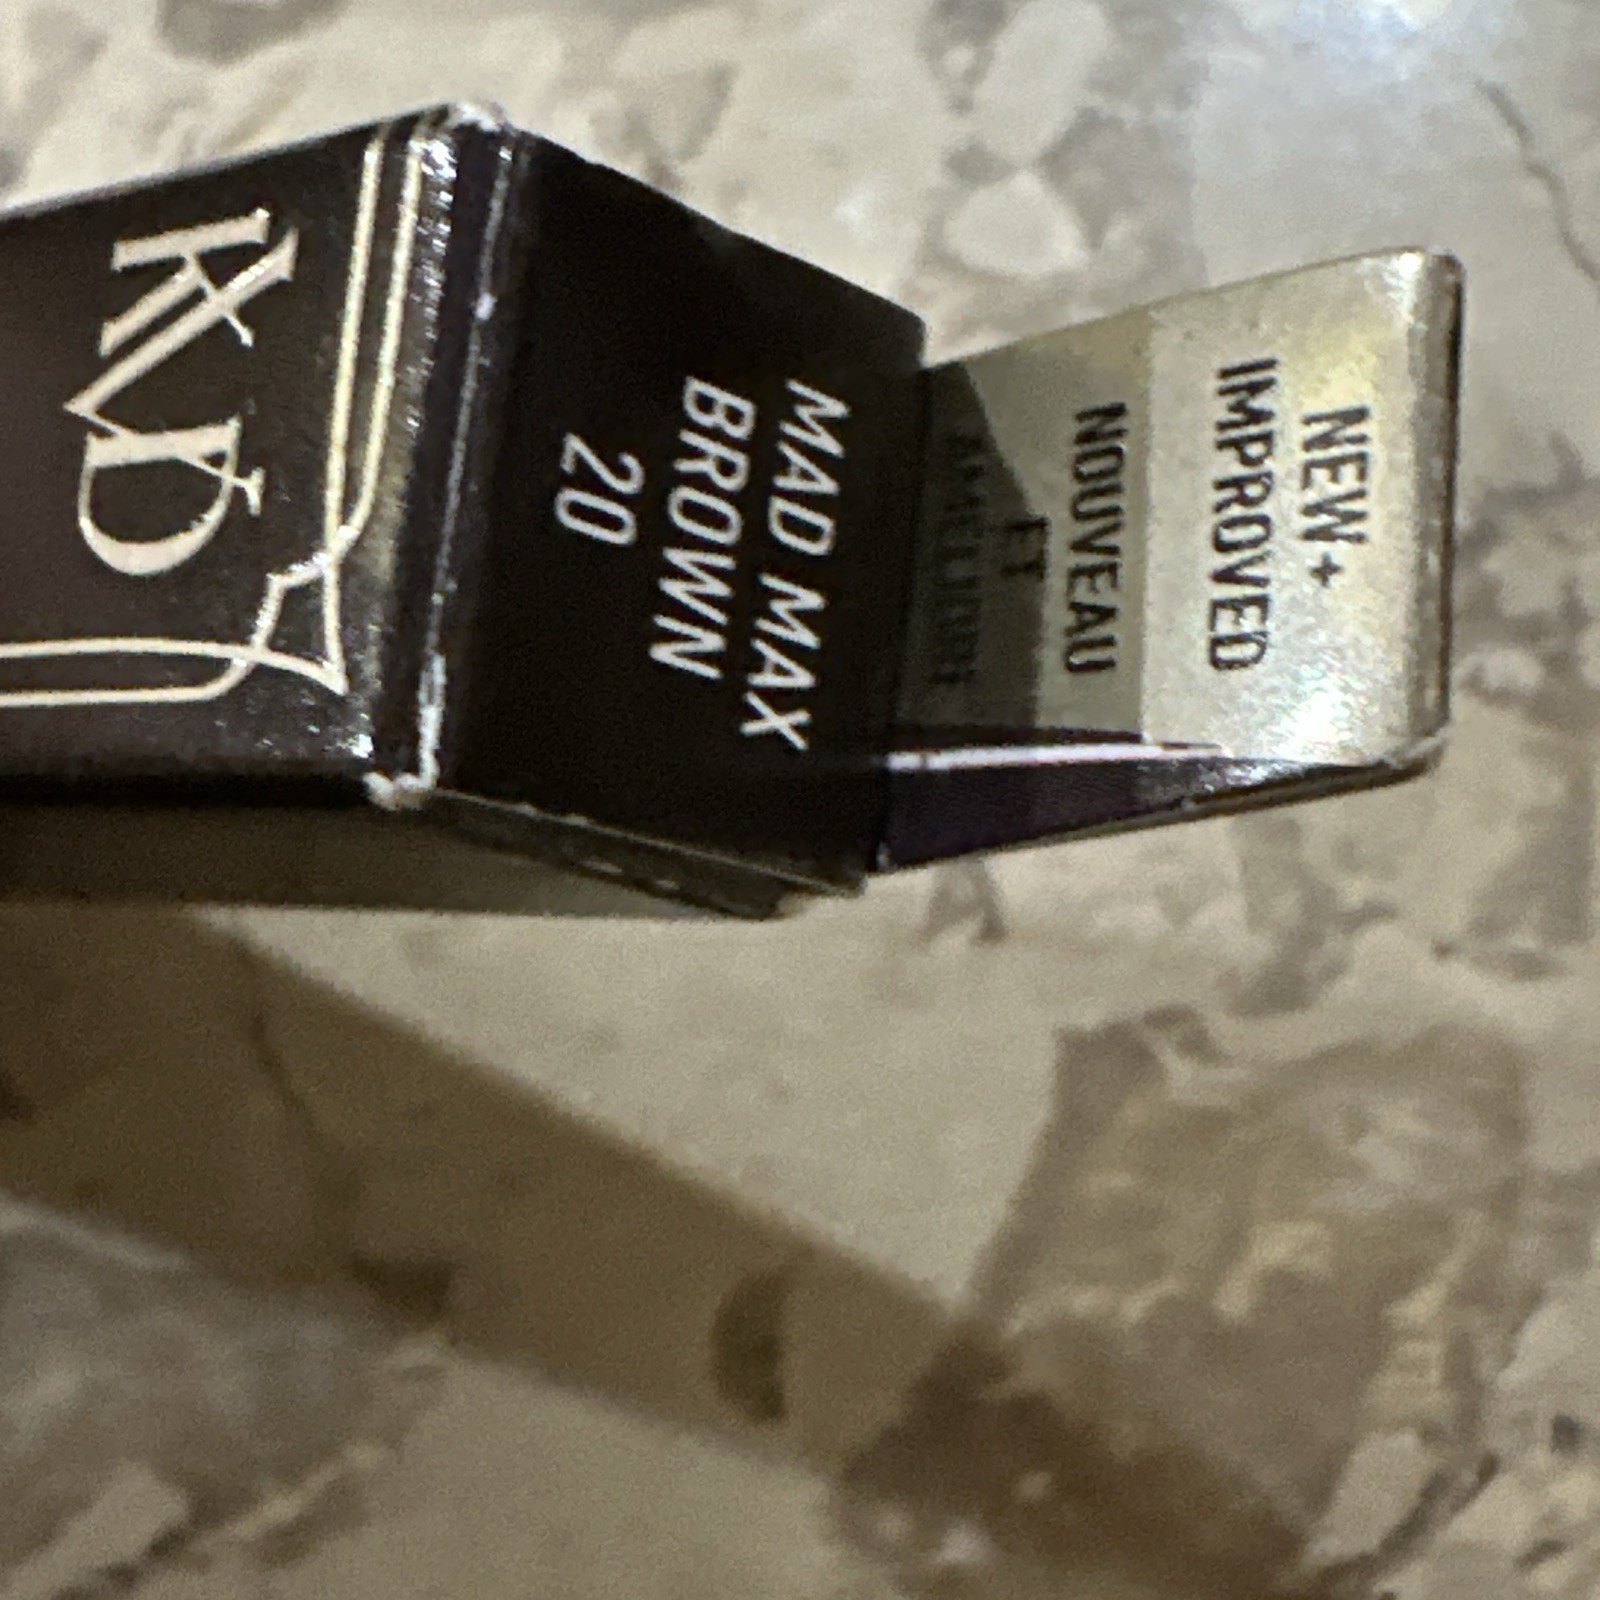 KVD
MAD MAX
BROWN
20
NEW +
IMPROVED
NOUVEAU
ET